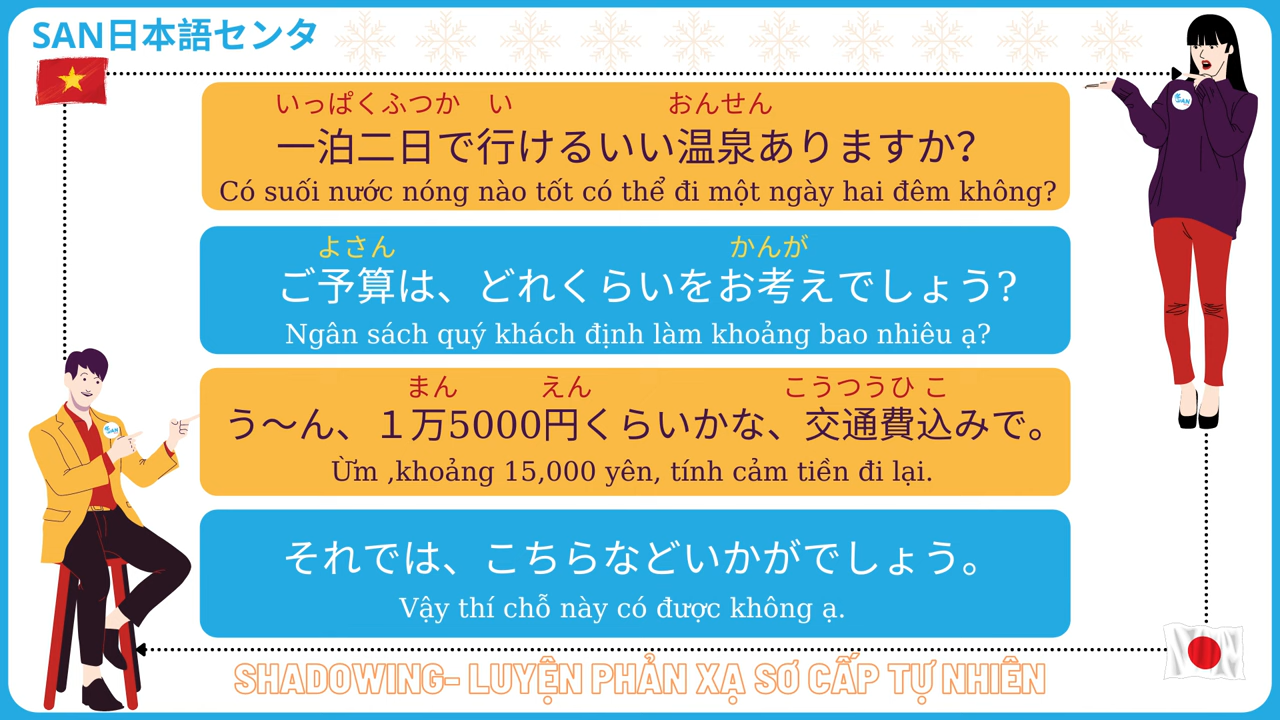 SAN日本語センタ
いっぱくふつか い おんせん
一泊二日で行けるいい温泉ありますか?
Có suối nước nóng nào tốt có thể đi một ngày hai đêm không?
よさん かんが
ご予算は、どれくらいをお考えでしょう?
Ngân sách quý khách định làm khoảng bao nhiêu ạ?
まん えん こうつうひ こ
う〜ん、１万5000円くらいかな、交通費込みで。
Ừm ,khoảng 15,000 yên, tính cảm tiền đi lại.
それでは、こちらなどいかがでしょう。
Vậy thí chỗ này có được không ạ.
SHADOWING- LUYỆN PHẢN XẠ SƠ CẤP TỰ NHIÊN